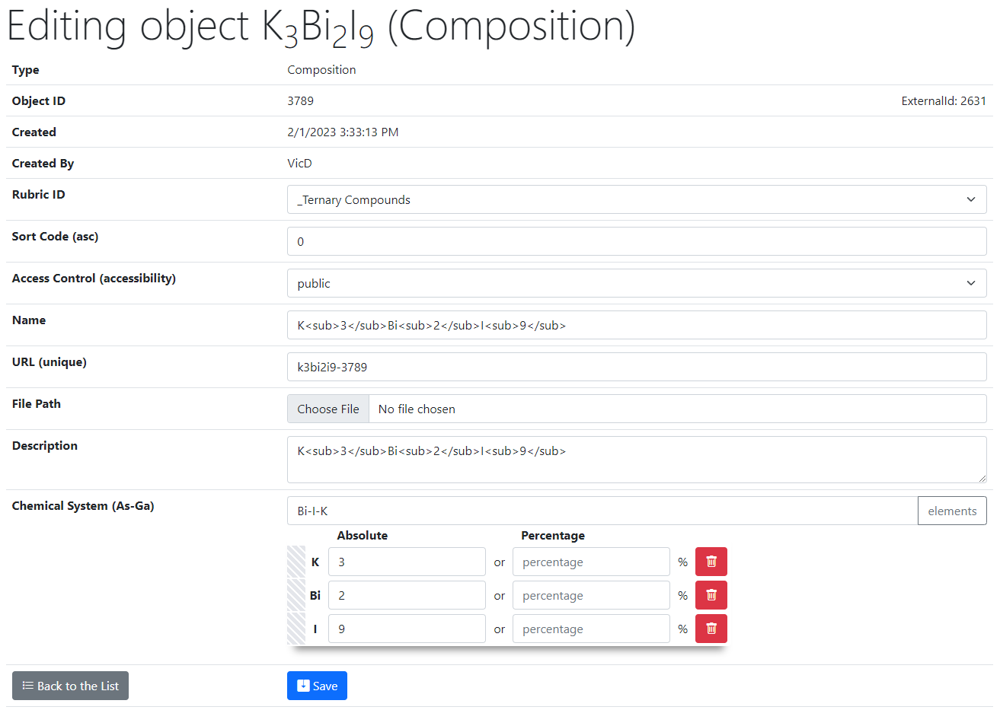 Editing object K₃Bi₂I₉ (Composition)
Type Composition
Object ID 3789 ExternalId: 2631
Created 2/1/2023 3:33:13 PM
Created By VicD
Rubric ID _Ternary Compounds
Sort Code (asc) 0
Access Control (accessibility) public
Name K<sub>3</sub>Bi<sub>2</sub>I<sub>9</sub>
URL (unique) k3bi2i9-3789
File Path Choose File No file chosen
Description K<sub>3</sub>Bi<sub>2</sub>I<sub>9</sub>
Chemical System (As-Ga) Bi-I-K elements
Absolute Percentage
K 3 or percentage %
Bi 2 or percentage %
I 9 or percentage %
Back to the List Save